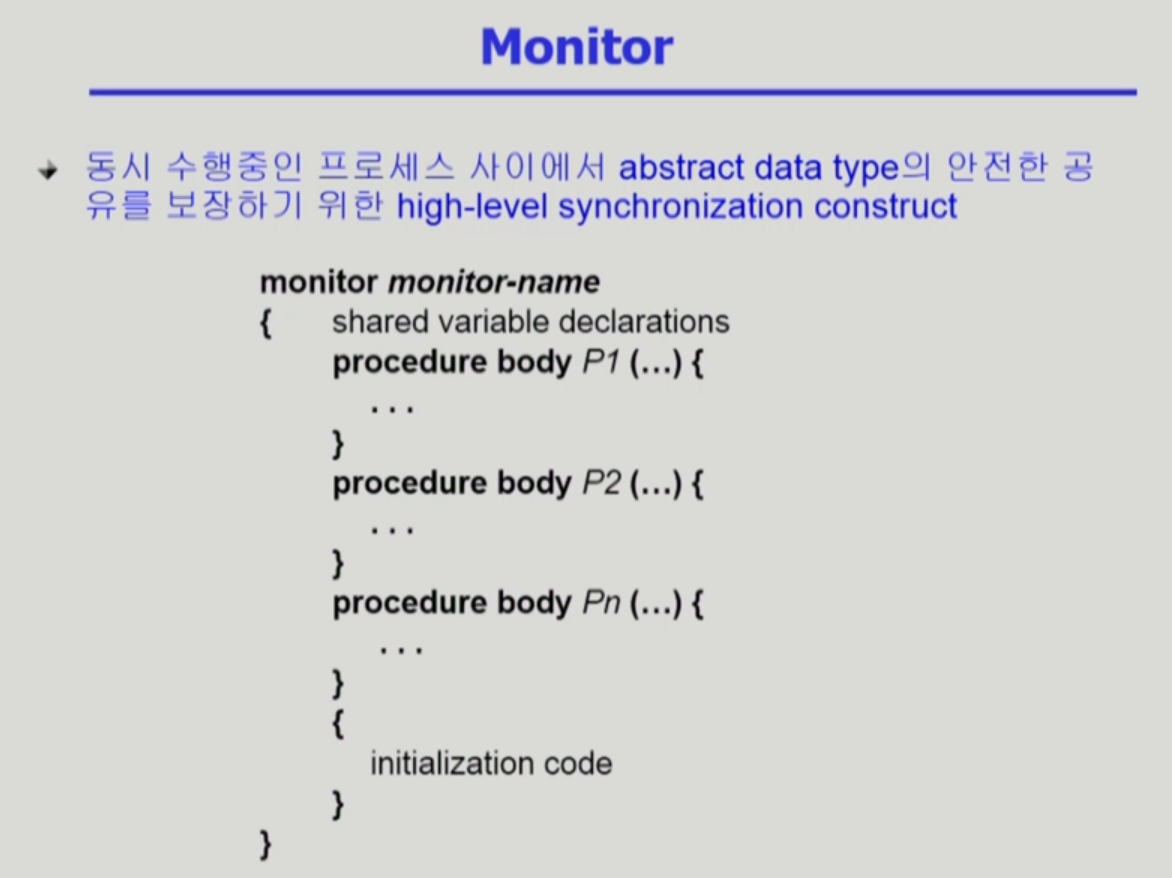 Monitor
동시 수행중인 프로세스 사이에서 abstract data type의 안전한 공
유를 보장하기 위한 high-level synchronization construct
monitor monitor-name
{ shared variable declarations
procedure body P1 (...) {
. . .
}
procedure body P2 (...) {
. . .
}
procedure body Pn (...) {
. . .
}
{
initialization code
}
}